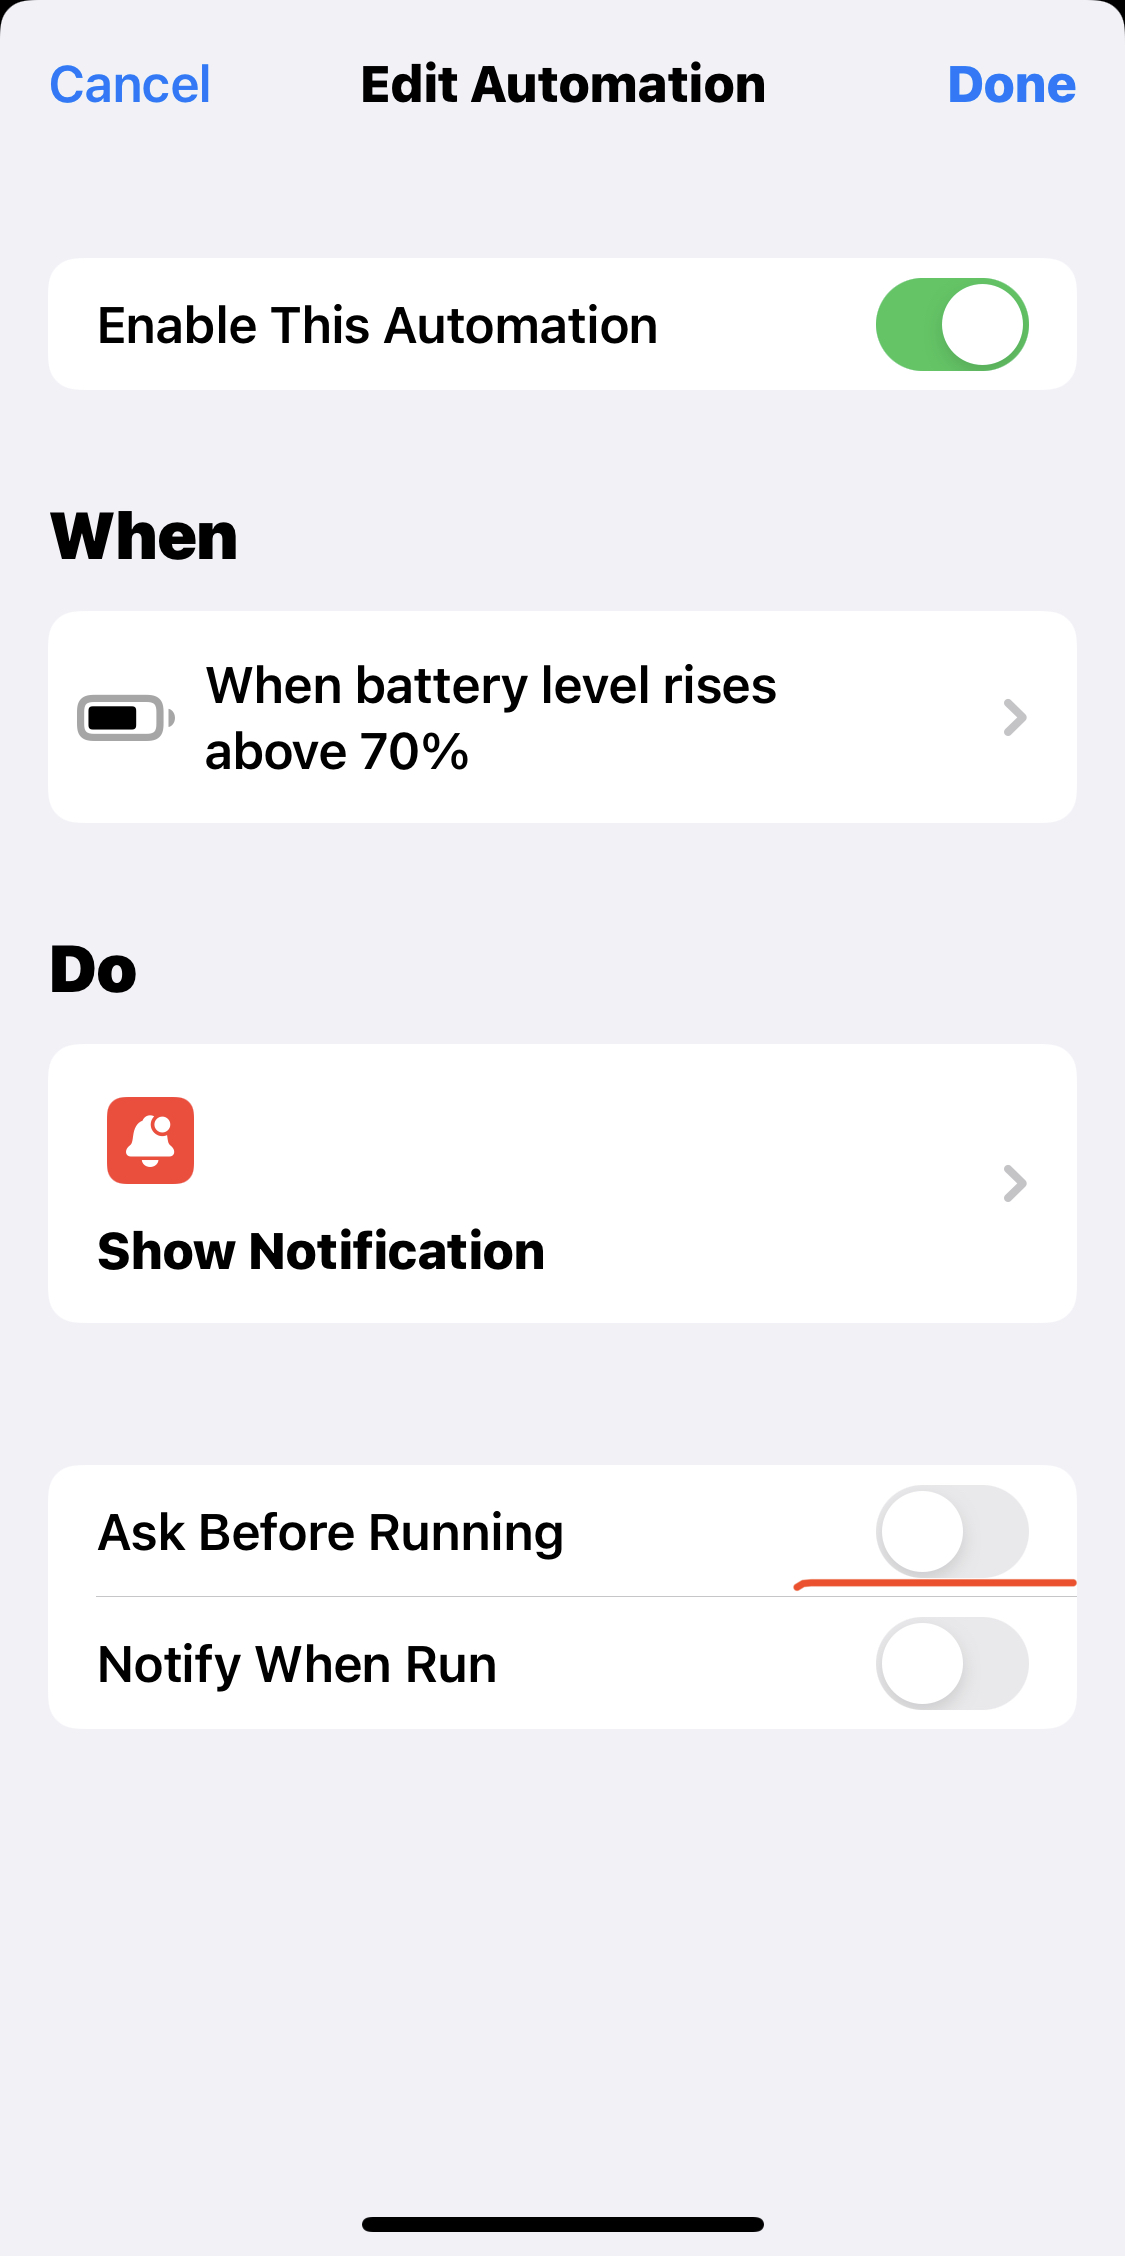 Cancel Edit Automation Done
Enable This Automation
When
When battery level rises
above 70%
Do
Show Notification
Ask Before Running
Notify When Run